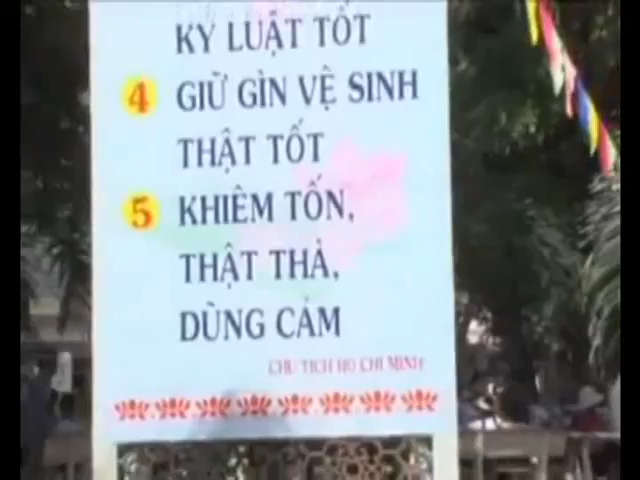 KỶ LUẬT TỐT
4 GIỮ GÌN VỆ SINH
THẬT TỐT
5 KHIÊM TỐN,
THẬT THÀ,
DŨNG CẢM
CHỦ TỊCH HỒ CHÍ MINH